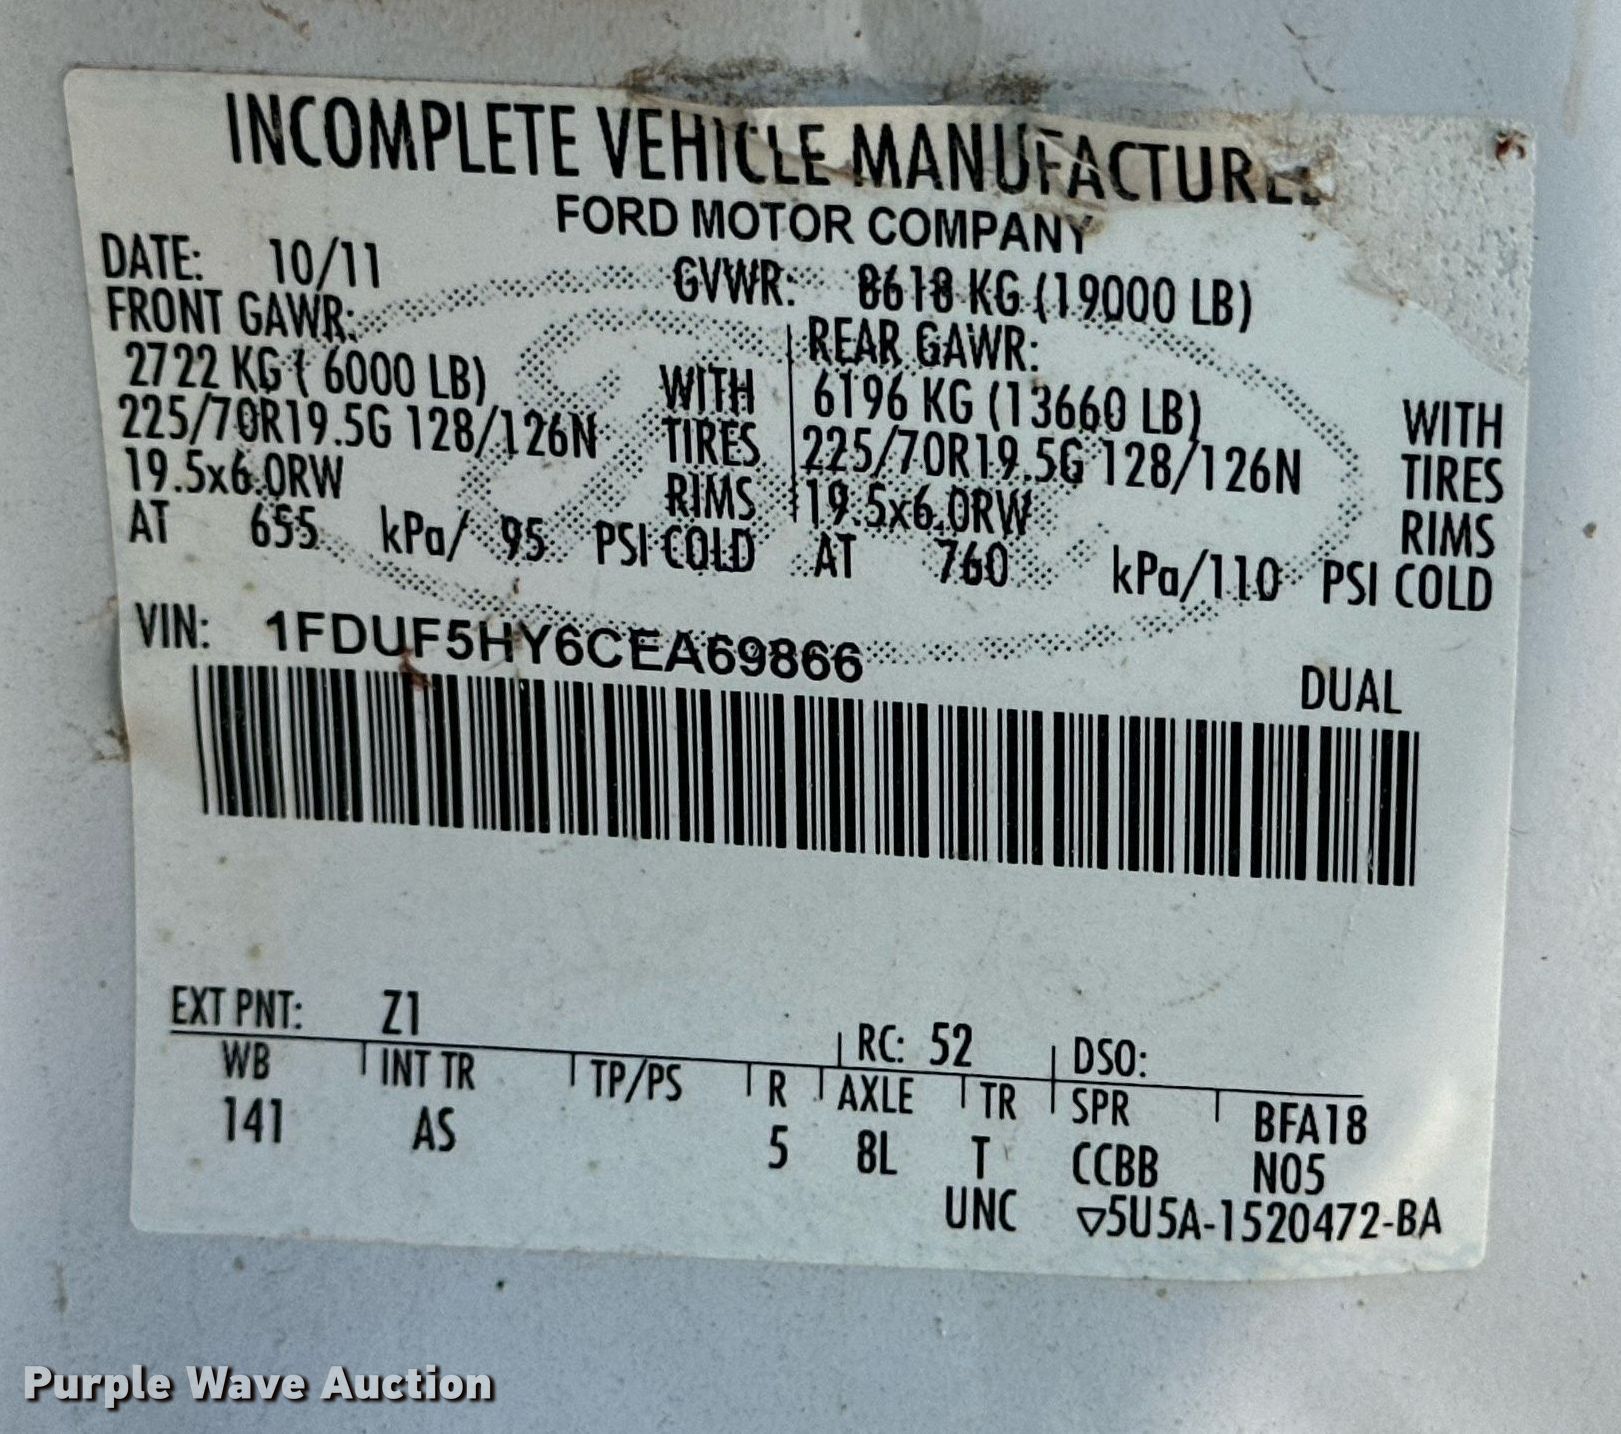 INCOMPLETE VEHICLE MANUFACTURE
FORD MOTOR COMPANY
DATE: 10/11 GVWR: 8618 KG (19000 LB)
FRONT GAWR: REAR GAWR:
2722 KG ( 6000 LB) WITH 6196 KG (13660 LB) WITH
225/70R19.5G 128/126N TIRES 225/70R19.5G 128/126N TIRES
19.5x6.0RW RIMS 19.5x6.0RW RIMS
AT 655 kPa/ 95 PSI COLD AT 760 kPa/110 PSI COLD
VIN: 1FDUF5HY6CEA69866
DUAL
EXT PNT: Z1 RC: 52 DSO:
WB INT TR TP/PS R AXLE TR SPR BFA18
141 AS 5 8L T CCBB N05
UNC ▽5U5A-1520472-BA
Purple Wave Auction